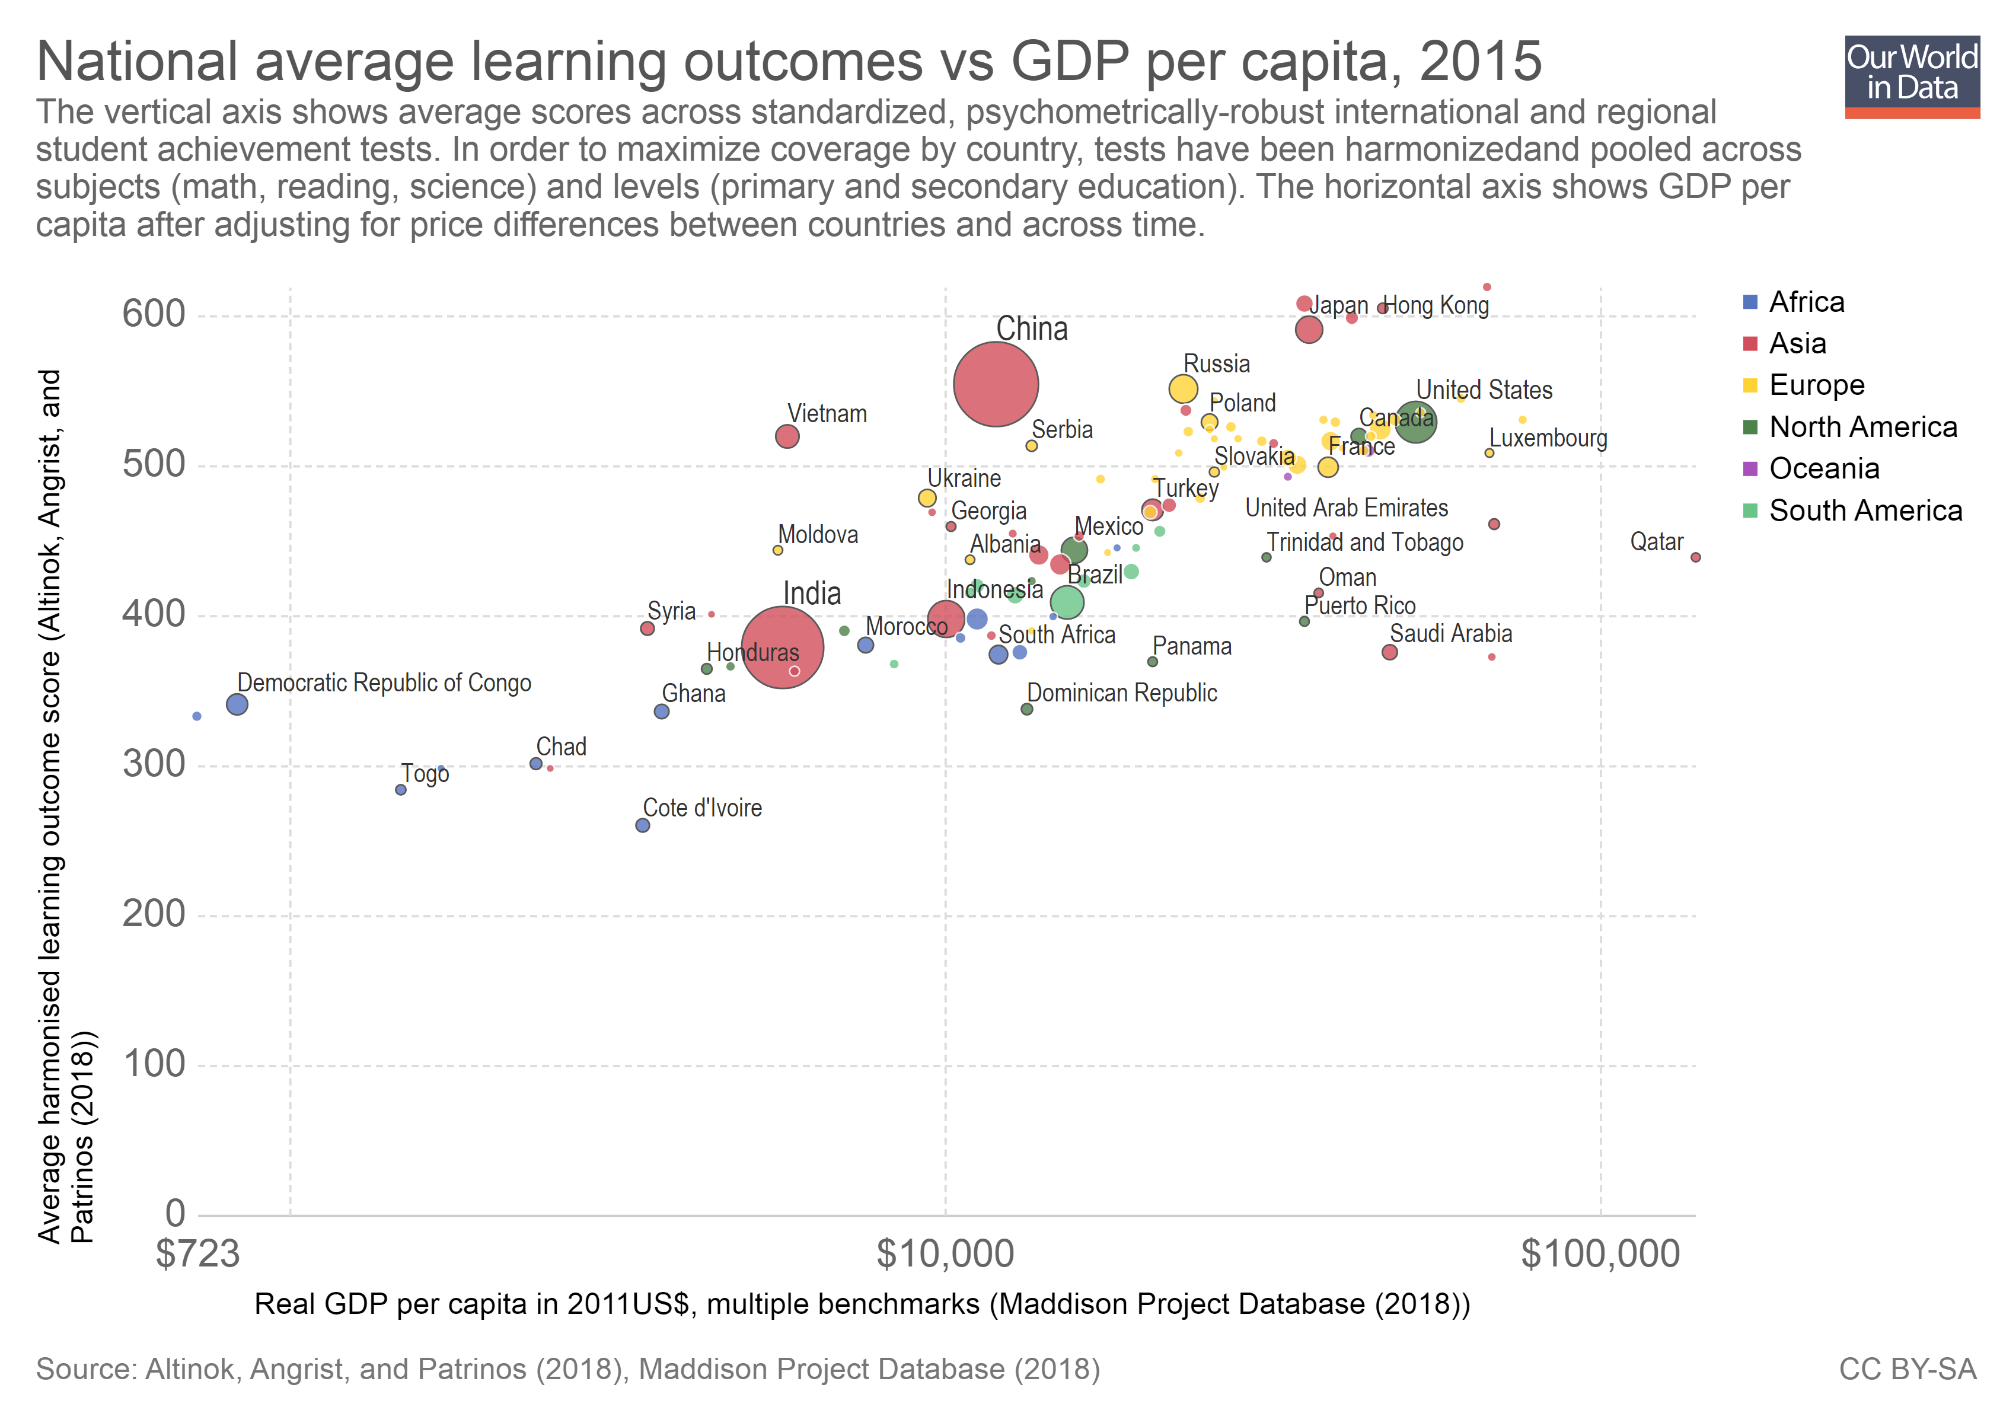 National average learning outcomes vs GDP per capita, 2015
Our World
in Data
The vertical axis shows average scores across standardized, psychometrically-robust international and regional
student achievement tests. In order to maximize coverage by country, tests have been harmonizedand pooled across
subjects (math, reading, science) and levels (primary and secondary education). The horizontal axis shows GDP per
capita after adjusting for price differences between countries and across time.
Average harmonised learning outcome score (Altinok, Angrist, and
Patrinos (2018))
600
500
400
300
200
100
0
Japan
Hong Kong
China
Russia
United States
Poland
Vietnam
Canada
Serbia
Luxembourg
France
Slovakia
Ukraine
Turkey
Georgia
United Arab Emirates
Mexico
Moldova
Albania
Trinidad and Tobago
Qatar
Brazil
Oman
Indonesia
India
Puerto Rico
Syria
Morocco
South Africa
Saudi Arabia
Honduras
Panama
Democratic Republic of Congo
Ghana
Dominican Republic
Chad
Togo
Cote d'Ivoire
Africa
Asia
Europe
North America
Oceania
South America
$723
$10,000
$100,000
Real GDP per capita in 2011US$, multiple benchmarks (Maddison Project Database (2018))
Source: Altinok, Angrist, and Patrinos (2018), Maddison Project Database (2018)
CC BY-SA